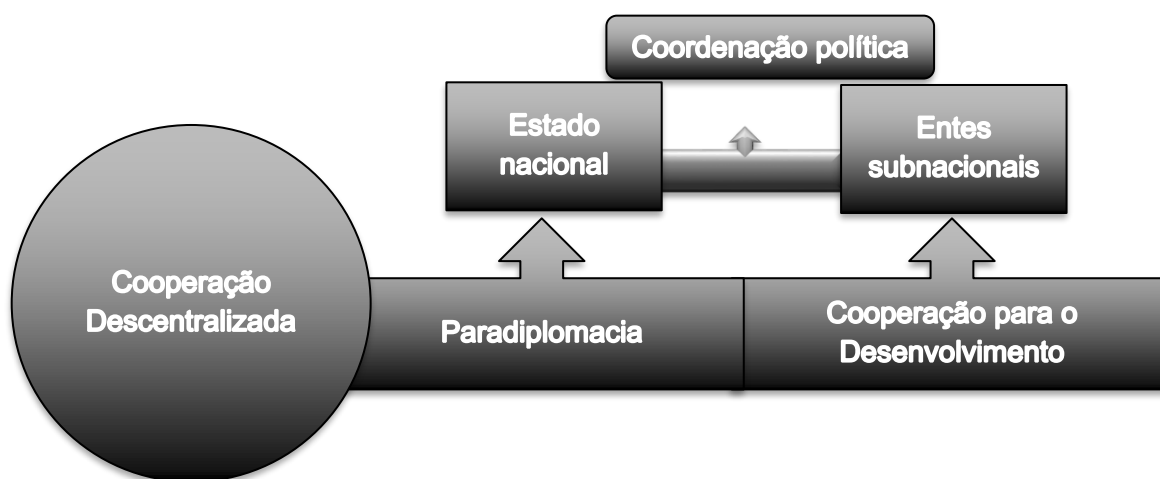 Coordenação política
Estado
nacional
Entes
subnacionais
Cooperação
Descentralizada
Paradiplomacia
Cooperação para o
Desenvolvimento